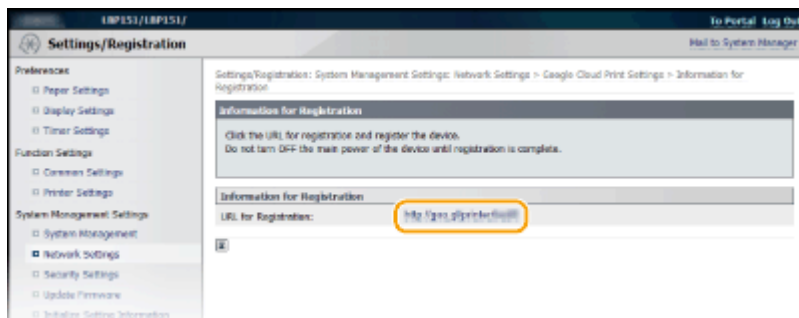 LBP151/LBP151/
To Portal Log Out
Settings/Registration
Mail to System Manager
Preferences
Paper Settings
Display Settings
Timer Settings
Function Settings
Common Settings
Printer Settings
System Management Settings
System Management
Network Settings
Security Settings
Update Firmware
Initialize Setting Information
Settings/Registration: System Management Settings: Network Settings > Google Cloud Print Settings > Information for
Registration
Information for Registration
Click the URL for registration and register the device.
Do not turn OFF the main power of the device until registration is complete.
Information for Registration
URL for Registration: